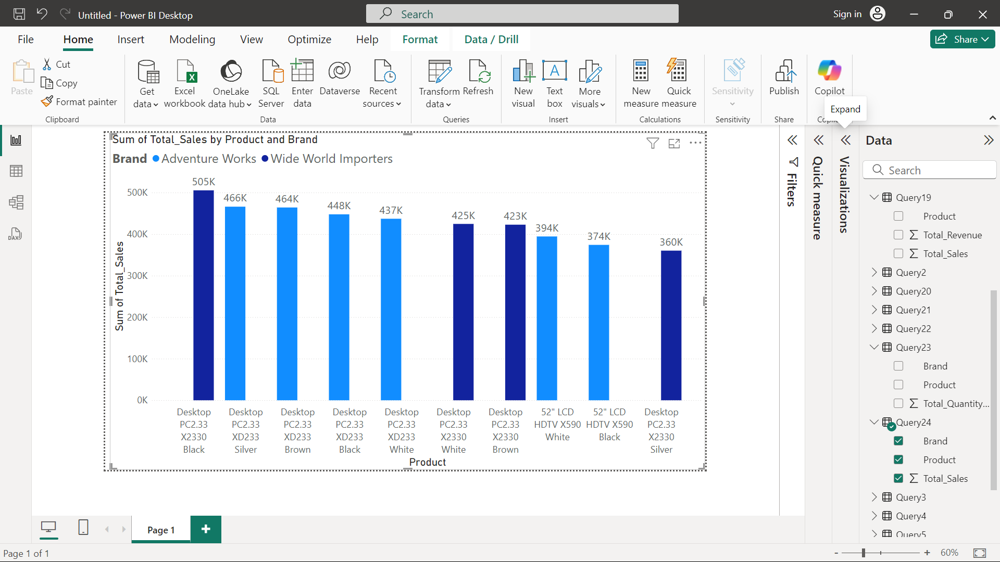 Untitled - Power BI Desktop
Search
Sign in
File
Home
Insert
Modeling
View
Optimize
Help
Format
Data / Drill
Share
Paste
Cut
Copy
Format painter
Clipboard
Get
data
Excel
workbook
OneLake
data hub
SQL
Server
Enter
data
Dataverse
Recent
sources
Data
Transform
data
Refresh
Queries
New
visual
Text
box
More
visuals
Insert
New
measure
Quick
measure
Calculations
Sensitivity
Sensitivity
Publish
Share
Copilot
Expand
DAX
Sum of Total_Sales by Product and Brand
Brand Adventure Works Wide World Importers
Sum of Total_Sales
500K
400K
300K
200K
100K
0K
505K
466K
464K
448K
437K
425K
423K
394K
374K
360K
Desktop
PC2.33
X2330
Black
Desktop
PC2.33
XD233
Silver
Desktop
PC2.33
XD233
Brown
Desktop
PC2.33
XD233
Black
Desktop
PC2.33
XD233
White
Desktop
PC2.33
X2330
White
Desktop
PC2.33
X2330
Brown
52" LCD
HDTV X590
White
52" LCD
HDTV X590
Black
Desktop
PC2.33
X2330
Silver
Product
Filters
Quick measure
Visualizations
Data
Search
Query19
Product
Total_Revenue
Total_Sales
Query2
Query20
Query21
Query22
Query23
Brand
Product
Total_Quantity...
Query24
Brand
Product
Total_Sales
Query3
Query4
Query5
Page 1
Page 1 of 1
- + 60%